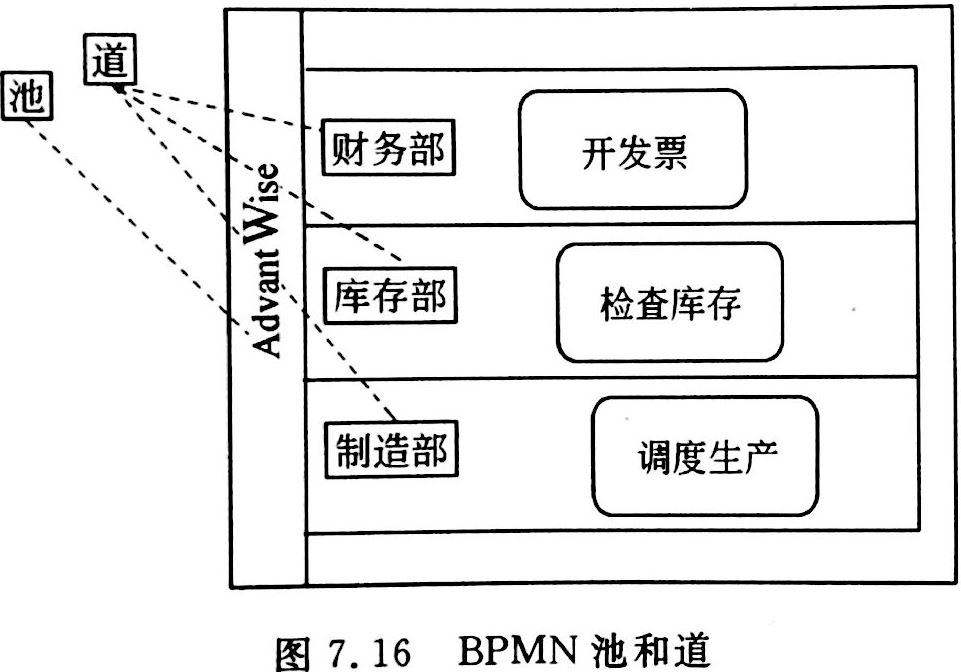 道
池
Advant Wise
财务部
开发票
库存部
检查库存
制造部
调度生产
图 7.16 BPMN 池和道